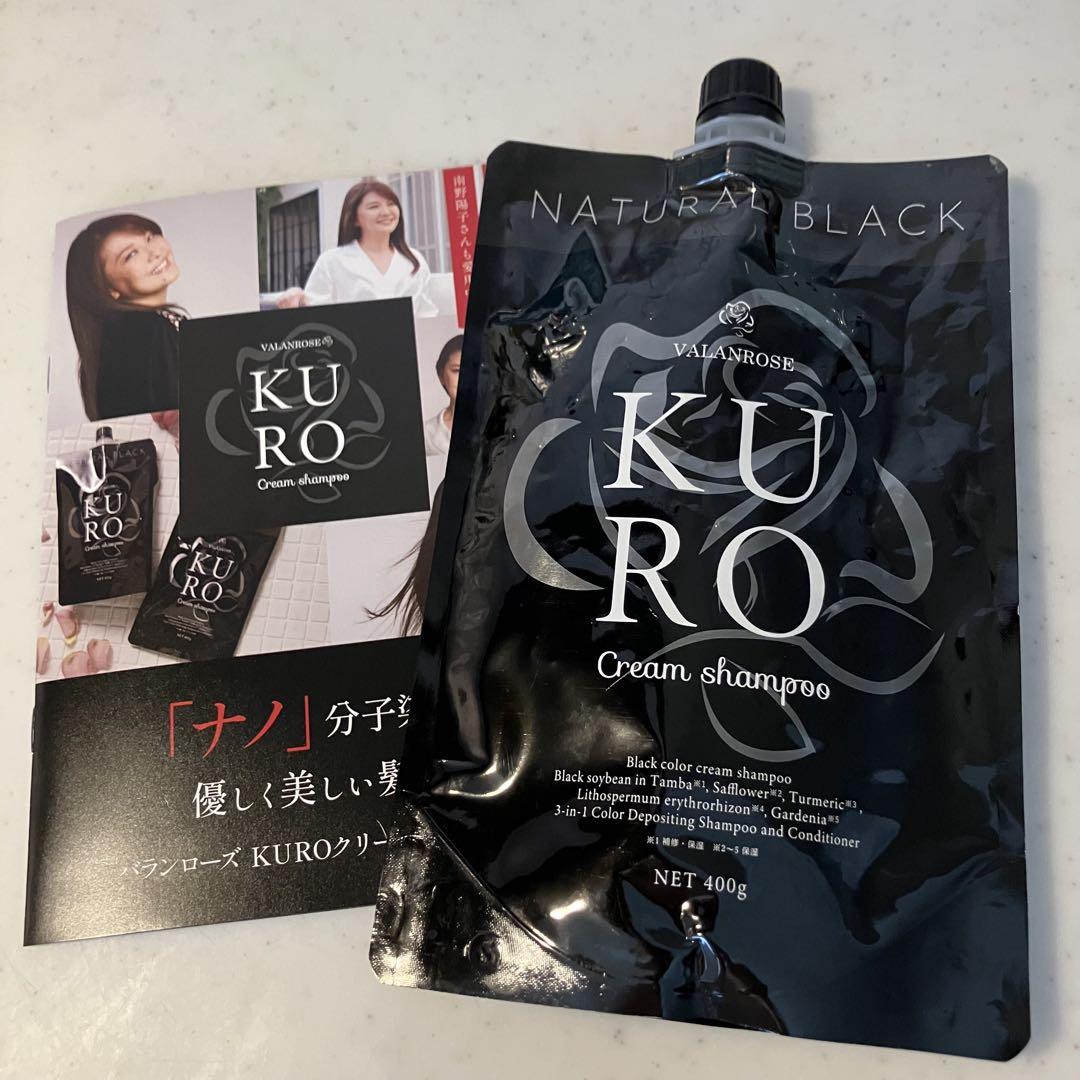 南野陽子さんも愛用
VALANROSE
KU
RO
Cream shampoo
BLACK
KU
RO
Cream shampoo
NET 400g
KU
RO
Cream shampoo
「ナノ」分子
優しく美しい髪
バランローズ KUROクリー
NATURAL BLACK
VALANROSE
KU
RO
Cream shampoo
Black color cream shampoo
Black soybean in Tamba※1, Safflower※2, Turmeric※3,
Lithospermum erythrorhizon※4, Gardenia※5
3-in-1 Color Depositing Shampoo and Conditioner
※1 補修・保湿 ※2~5 保湿
NET 400g